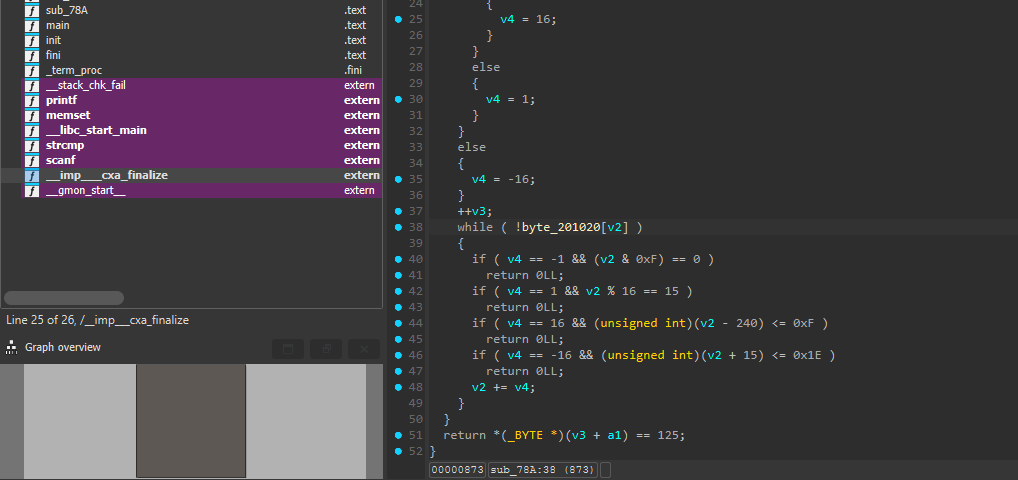 sub_78A .text
main .text
init .text
fini .text
_term_proc .fini
__stack_chk_fail extern
printf extern
memset extern
__libc_start_main extern
strcmp extern
scanf extern
__imp___cxa_finalize extern
__gmon_start__ extern
Line 25 of 26, /__imp___cxa_finalize
Graph overview
24 {
25 v4 = 16;
26 }
27 }
28 else
29 {
30 v4 = 1;
31 }
32 }
33 else
34 {
35 v4 = -16;
36 }
37 ++v3;
38 while ( !byte_201020[v2] )
39 {
40 if ( v4 == -1 && (v2 & 0xF) == 0 )
41 return 0LL;
42 if ( v4 == 1 && v2 % 16 == 15 )
43 return 0LL;
44 if ( v4 == 16 && (unsigned int)(v2 - 240) <= 0xF )
45 return 0LL;
46 if ( v4 == -16 && (unsigned int)(v2 + 15) <= 0x1E )
47 return 0LL;
48 v2 += v4;
49 }
50 }
51 return *(_BYTE *)(v3 + a1) == 125;
52 }
00000873 sub_78A:38 (873)